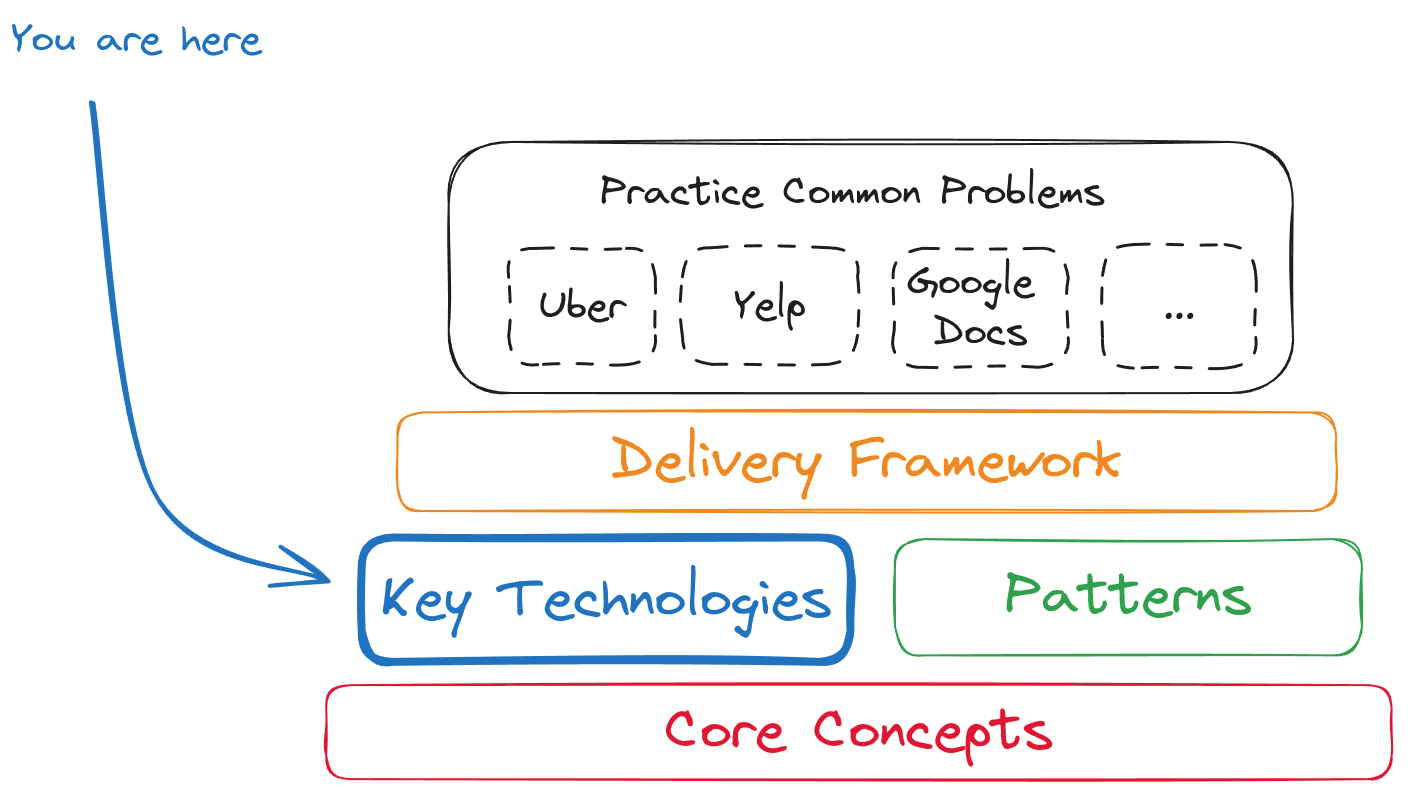 You are here
Practice Common Problems
Uber
Yelp
Google
Docs
...
Delivery Framework
Key Technologies
Patterns
Core Concepts